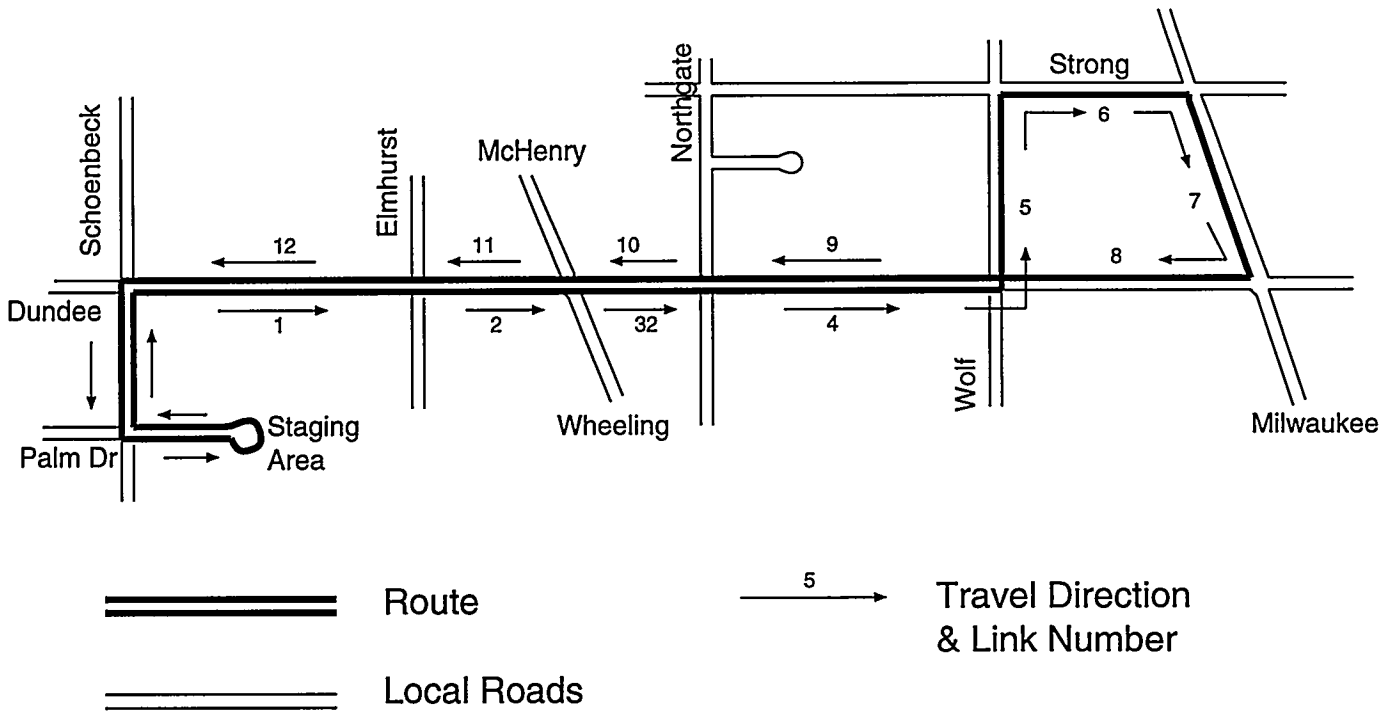 Strong
6
Northgate
Schoenbeck
McHenry
Elmhurst
7
5
12
11
10
9
8
Dundee
1
2
32
4
Wolf
Staging
Area
Wheeling
Milwaukee
Palm Dr
Route
5
Travel Direction
& Link Number
Local Roads